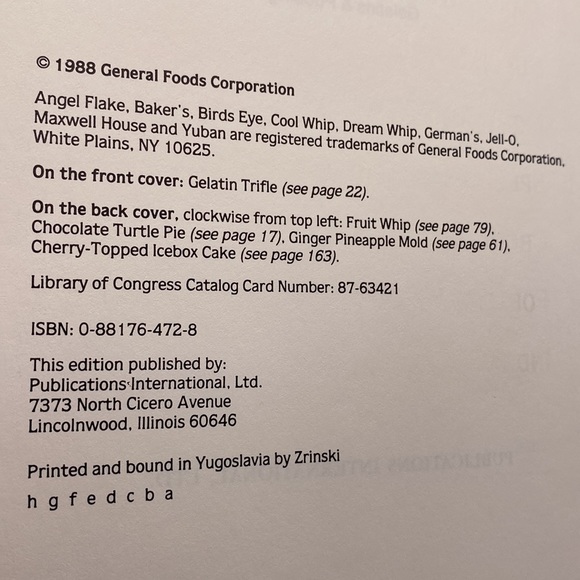 © 1988 General Foods Corporation
Angel Flake, Baker's, Birds Eye, Cool Whip, Dream Whip, German's, Jell-O,
Maxwell House and Yuban are registered trademarks of General Foods Corporation,
White Plains, NY 10625.
On the front cover: Gelatin Trifle (see page 22).
On the back cover, clockwise from top left: Fruit Whip (see page 79),
Chocolate Turtle Pie (see page 17), Ginger Pineapple Mold (see page 61),
Cherry-Topped Icebox Cake (see page 163).
Library of Congress Catalog Card Number: 87-63421
ISBN: 0-88176-472-8
This edition published by:
Publications International, Ltd.
7373 North Cicero Avenue
Lincolnwood, Illinois 60646
Printed and bound in Yugoslavia by Zrinski
h g f e d c b a